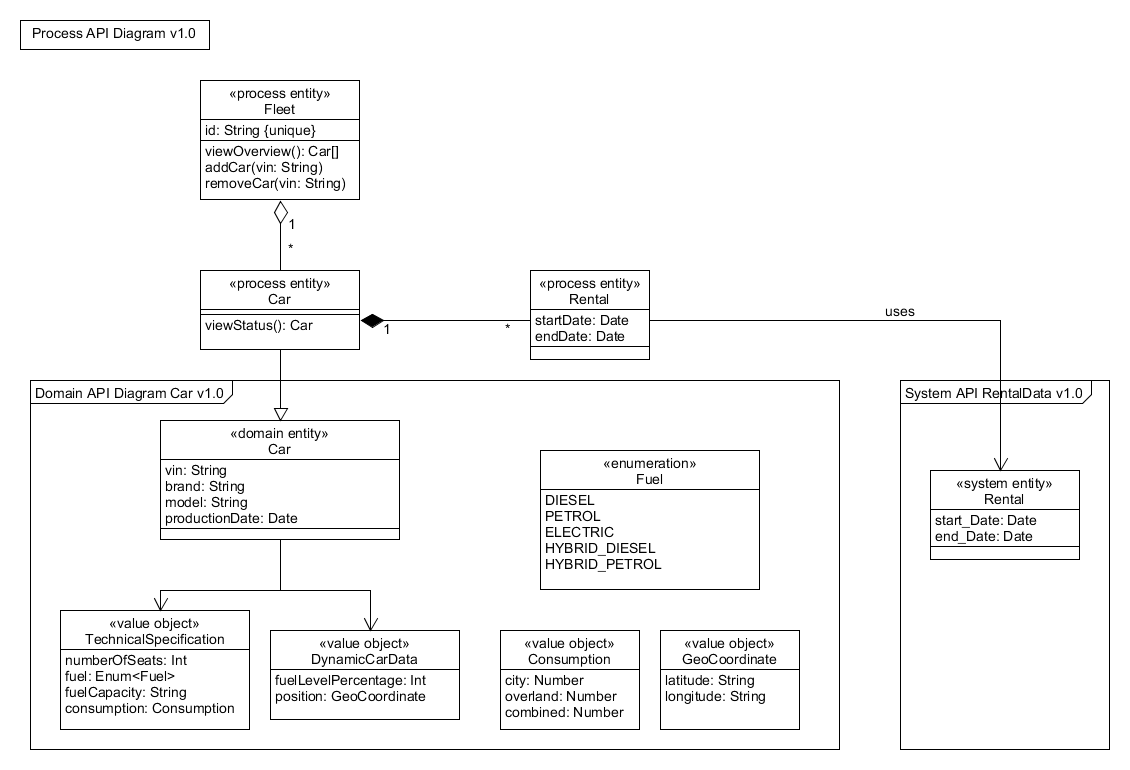 Process API Diagram v1.0
«process entity»
Fleet
id: String {unique}
viewOverview(): Car[]
addCar(vin: String)
removeCar(vin: String)
1
*
«process entity»
Car
viewStatus(): Car
1
*
«process entity»
Rental
startDate: Date
endDate: Date
uses
Domain API Diagram Car v1.0
«domain entity»
Car
vin: String
brand: String
model: String
productionDate: Date
«enumeration»
Fuel
DIESEL
PETROL
ELECTRIC
HYBRID_DIESEL
HYBRID_PETROL
«value object»
TechnicalSpecification
numberOfSeats: Int
fuel: Enum<Fuel>
fuelCapacity: String
consumption: Consumption
«value object»
DynamicCarData
fuelLevelPercentage: Int
position: GeoCoordinate
«value object»
Consumption
city: Number
overland: Number
combined: Number
«value object»
GeoCoordinate
latitude: String
longitude: String
System API RentalData v1.0
«system entity»
Rental
start_Date: Date
end_Date: Date